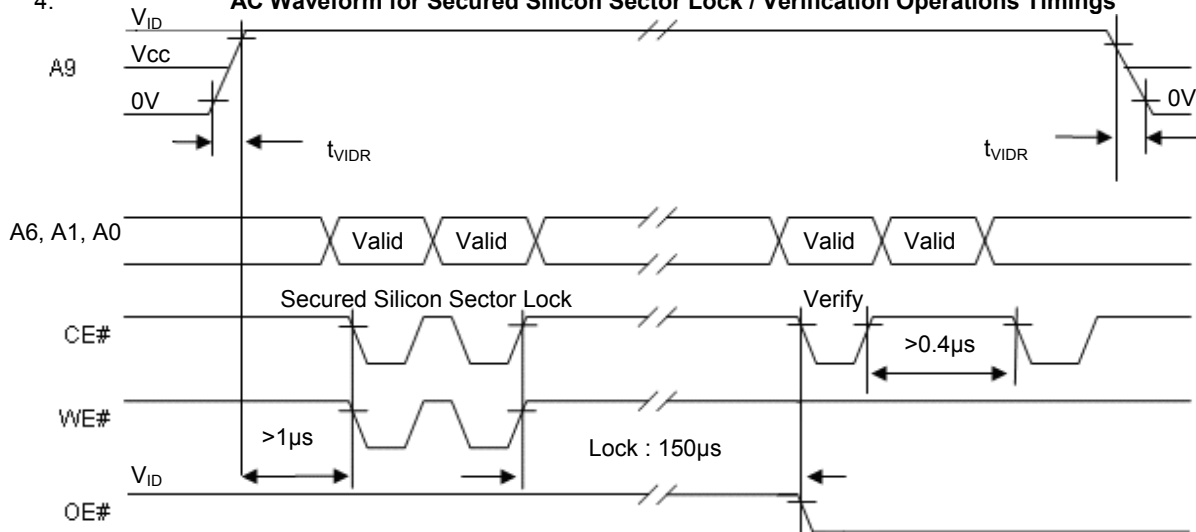 4. AC Waveform for Secured Silicon Sector Lock / Verification Operations Timings
V_ID
Vcc
A9
0V
0V
t_VIDR
t_VIDR
A6, A1, A0
Valid
Valid
Valid
Valid
Secured Silicon Sector Lock
Verify
CE#
>0.4µs
WE#
>1µs
Lock : 150µs
V_ID
OE#